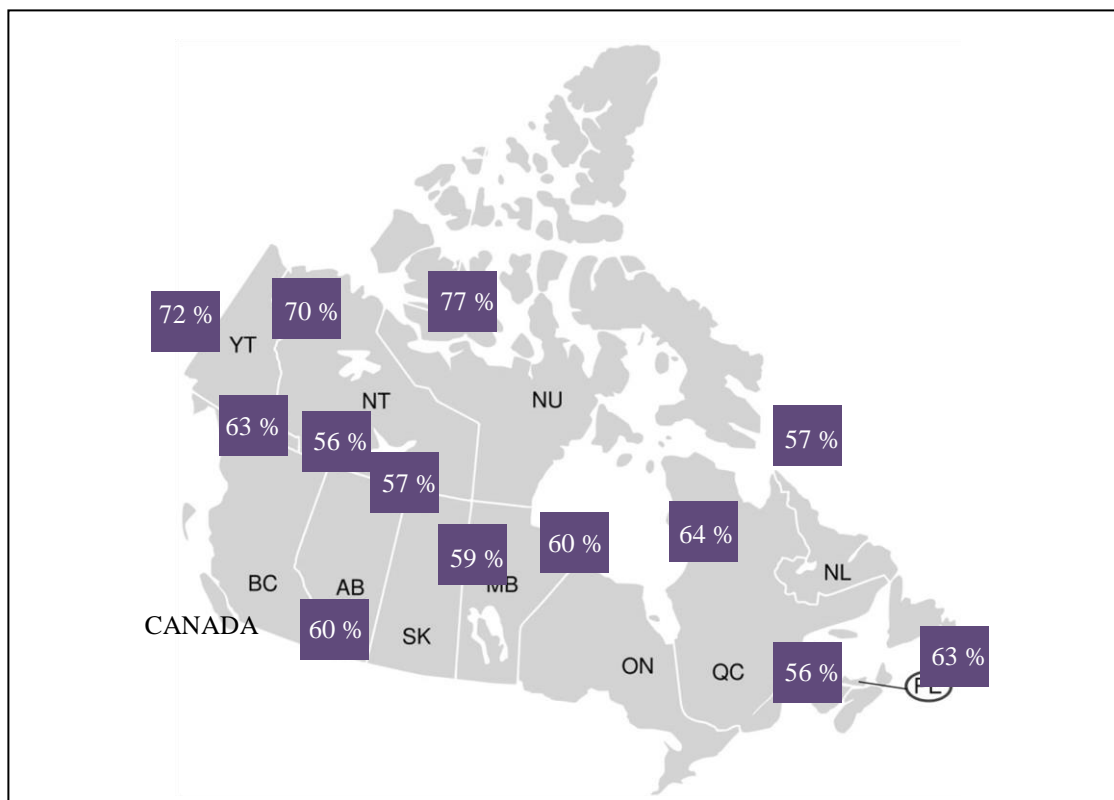 72 %
70 %
77 %
YT
NT
NU
63 %
56 %
57 %
57 %
59 %
60 %
64 %
BC
AB
MB
NL
CANADA
60 %
SK
ON
QC
56 %
63 %
PE